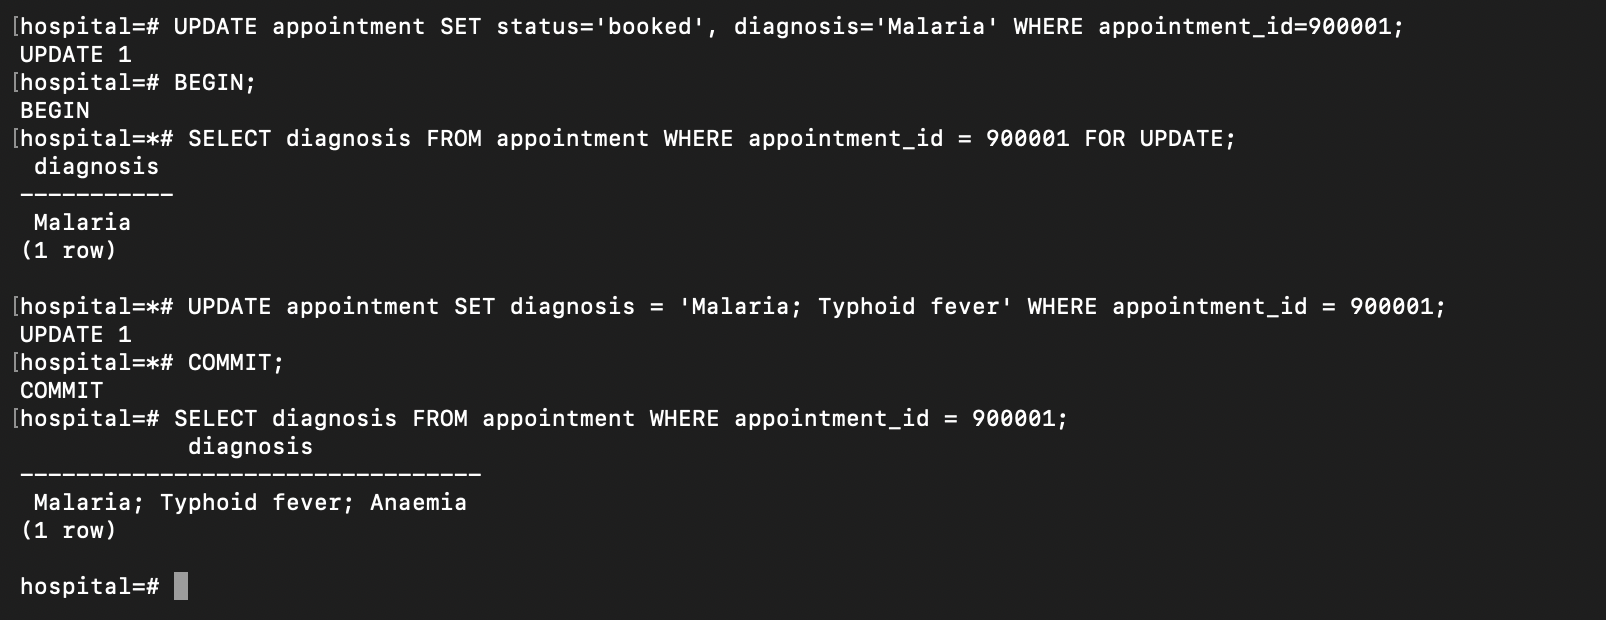 [hospital=# UPDATE appointment SET status='booked', diagnosis='Malaria' WHERE appointment_id=900001;
UPDATE 1
[hospital=# BEGIN;
BEGIN
[hospital=*# SELECT diagnosis FROM appointment WHERE appointment_id = 900001 FOR UPDATE;
diagnosis
-----------
Malaria
(1 row)
[hospital=*# UPDATE appointment SET diagnosis = 'Malaria; Typhoid fever' WHERE appointment_id = 900001;
UPDATE 1
[hospital=*# COMMIT;
COMMIT
[hospital=# SELECT diagnosis FROM appointment WHERE appointment_id = 900001;
diagnosis
---------------------------------
Malaria; Typhoid fever; Anaemia
(1 row)
hospital=#